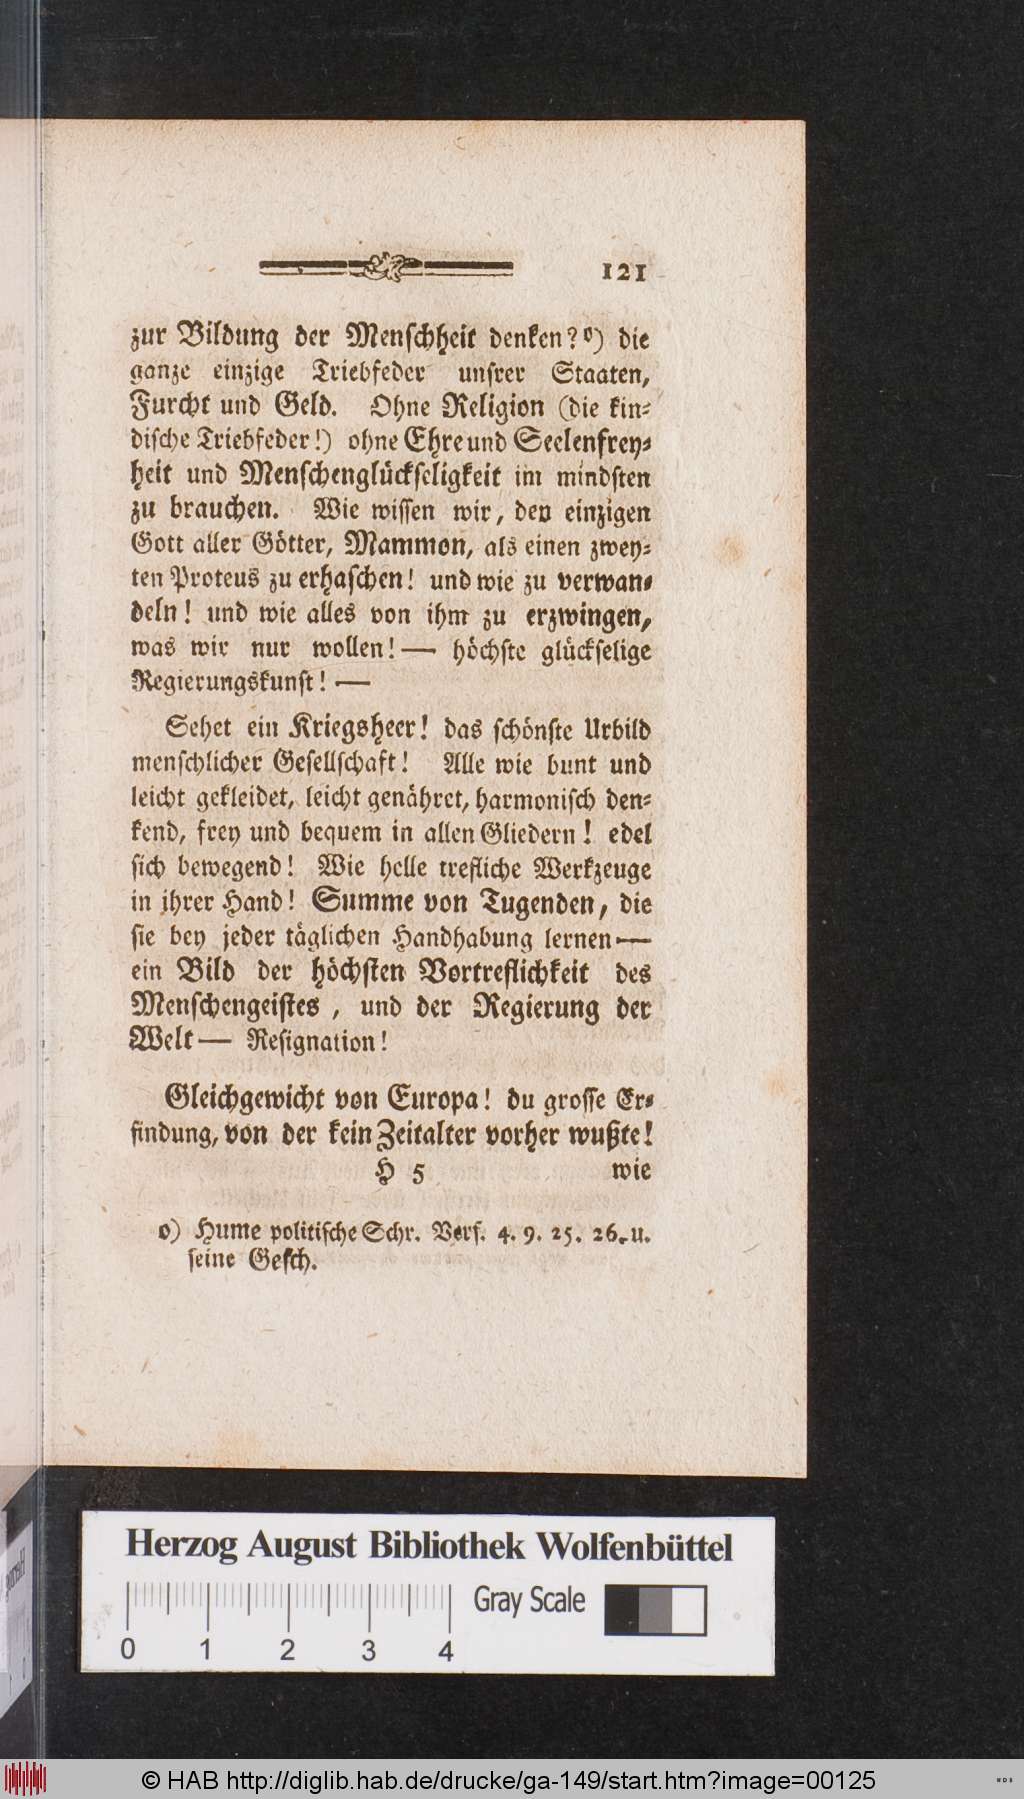 121
zur Bildung der Menschheit denken?o) die
ganze einzige Triebfeder unsrer Staaten,
Furcht und Geld. Ohne Religion (die kin-
dische Triebfeder!) ohne Ehre und Seelenfrey-
heit und Menschenglückseligkeit im mindsten
zu brauchen. Wie wissen wir, den einzigen
Gott aller Götter, Mammon, als einen zwey-
ten Proteus zu erhaschen! und wie zu verwan-
deln! und wie alles von ihm zu erzwingen,
was wir nur wollen! — höchste glückselige
Regierungskunst! —
Sehet ein Kriegsheer! das schönste Urbild
menschlicher Gesellschaft! Alle wie bunt und
leicht gekleidet, leicht genähret, harmonisch den-
kend, frey und bequem in allen Gliedern! edel
sich bewegend! Wie helle trefliche Werkzeuge
in ihrer Hand! Summe von Tugenden, die
sie bey jeder täglichen Handhabung lernen —
ein Bild der höchsten Vortreflichkeit des
Menschengeistes, und der Regierung der
Welt — Resignation!
Gleichgewicht von Europa! du grosse Er-
findung, von der kein Zeitalter vorher wußte!
H 5 wie
o) Hume politische Schr. Vers. 4. 9. 25. 26. u.
seine Gesch.
Herzog August Bibliothek Wolfenbüttel
Gray Scale
0 1 2 3 4
© HAB http://diglib.hab.de/drucke/ga-149/start.htm?image=00125